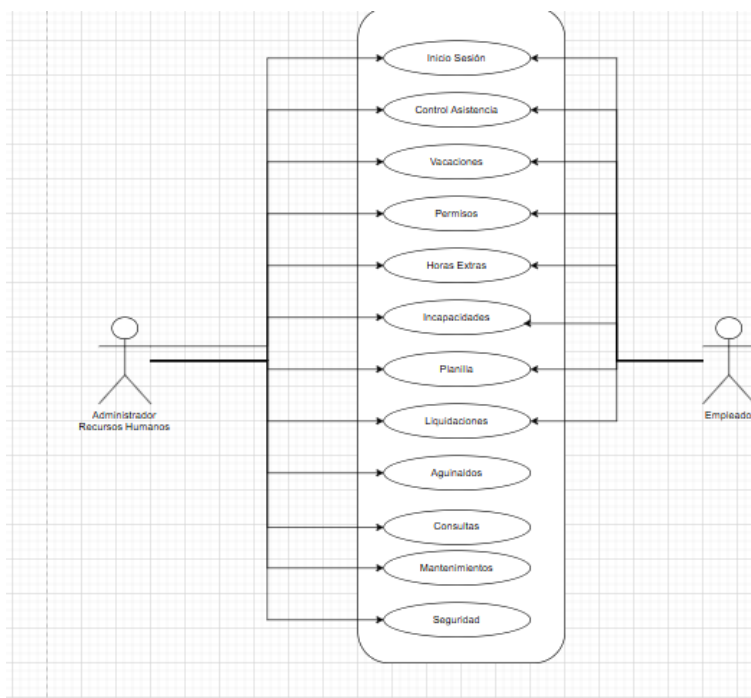 Inicio Sesión
Control Asistencia
Vacaciones
Permisos
Horas Extras
Incapacidades
Planilla
Liquidaciones
Aguinaldos
Consultas
Mantenimientos
Seguridad
Administrador
Recursos Humanos
Empleado